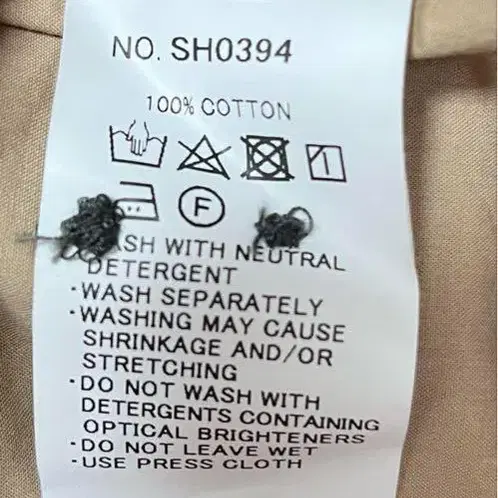 NO. SH0394
100% COTTON
F
WITH NEUTRAL
DETERGENT
·WASH SEPARATELY
·WASHING MAY CAUSE
SHRINKAGE AND/OR
STRETCHING
·DO NOT WASH WITH
DETERGENTS CONTAINING
OPTICAL BRIGHTENERS
·DO NOT LEAVE WET
·USE PRESS CLOTH